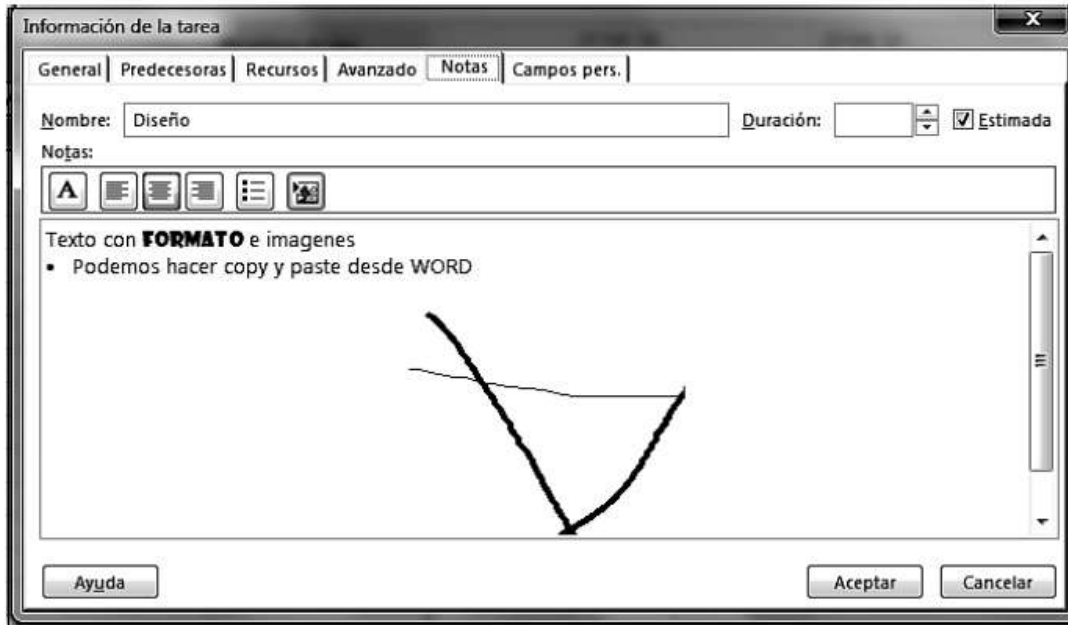 Información de la tarea
General Predecesoras Recursos Avanzado Notas Campos pers.
Nombre: Diseño Duración: Estimada
Notas:
A
Texto con FORMATO e imagenes
• Podemos hacer copy y paste desde WORD
Ayuda Aceptar Cancelar